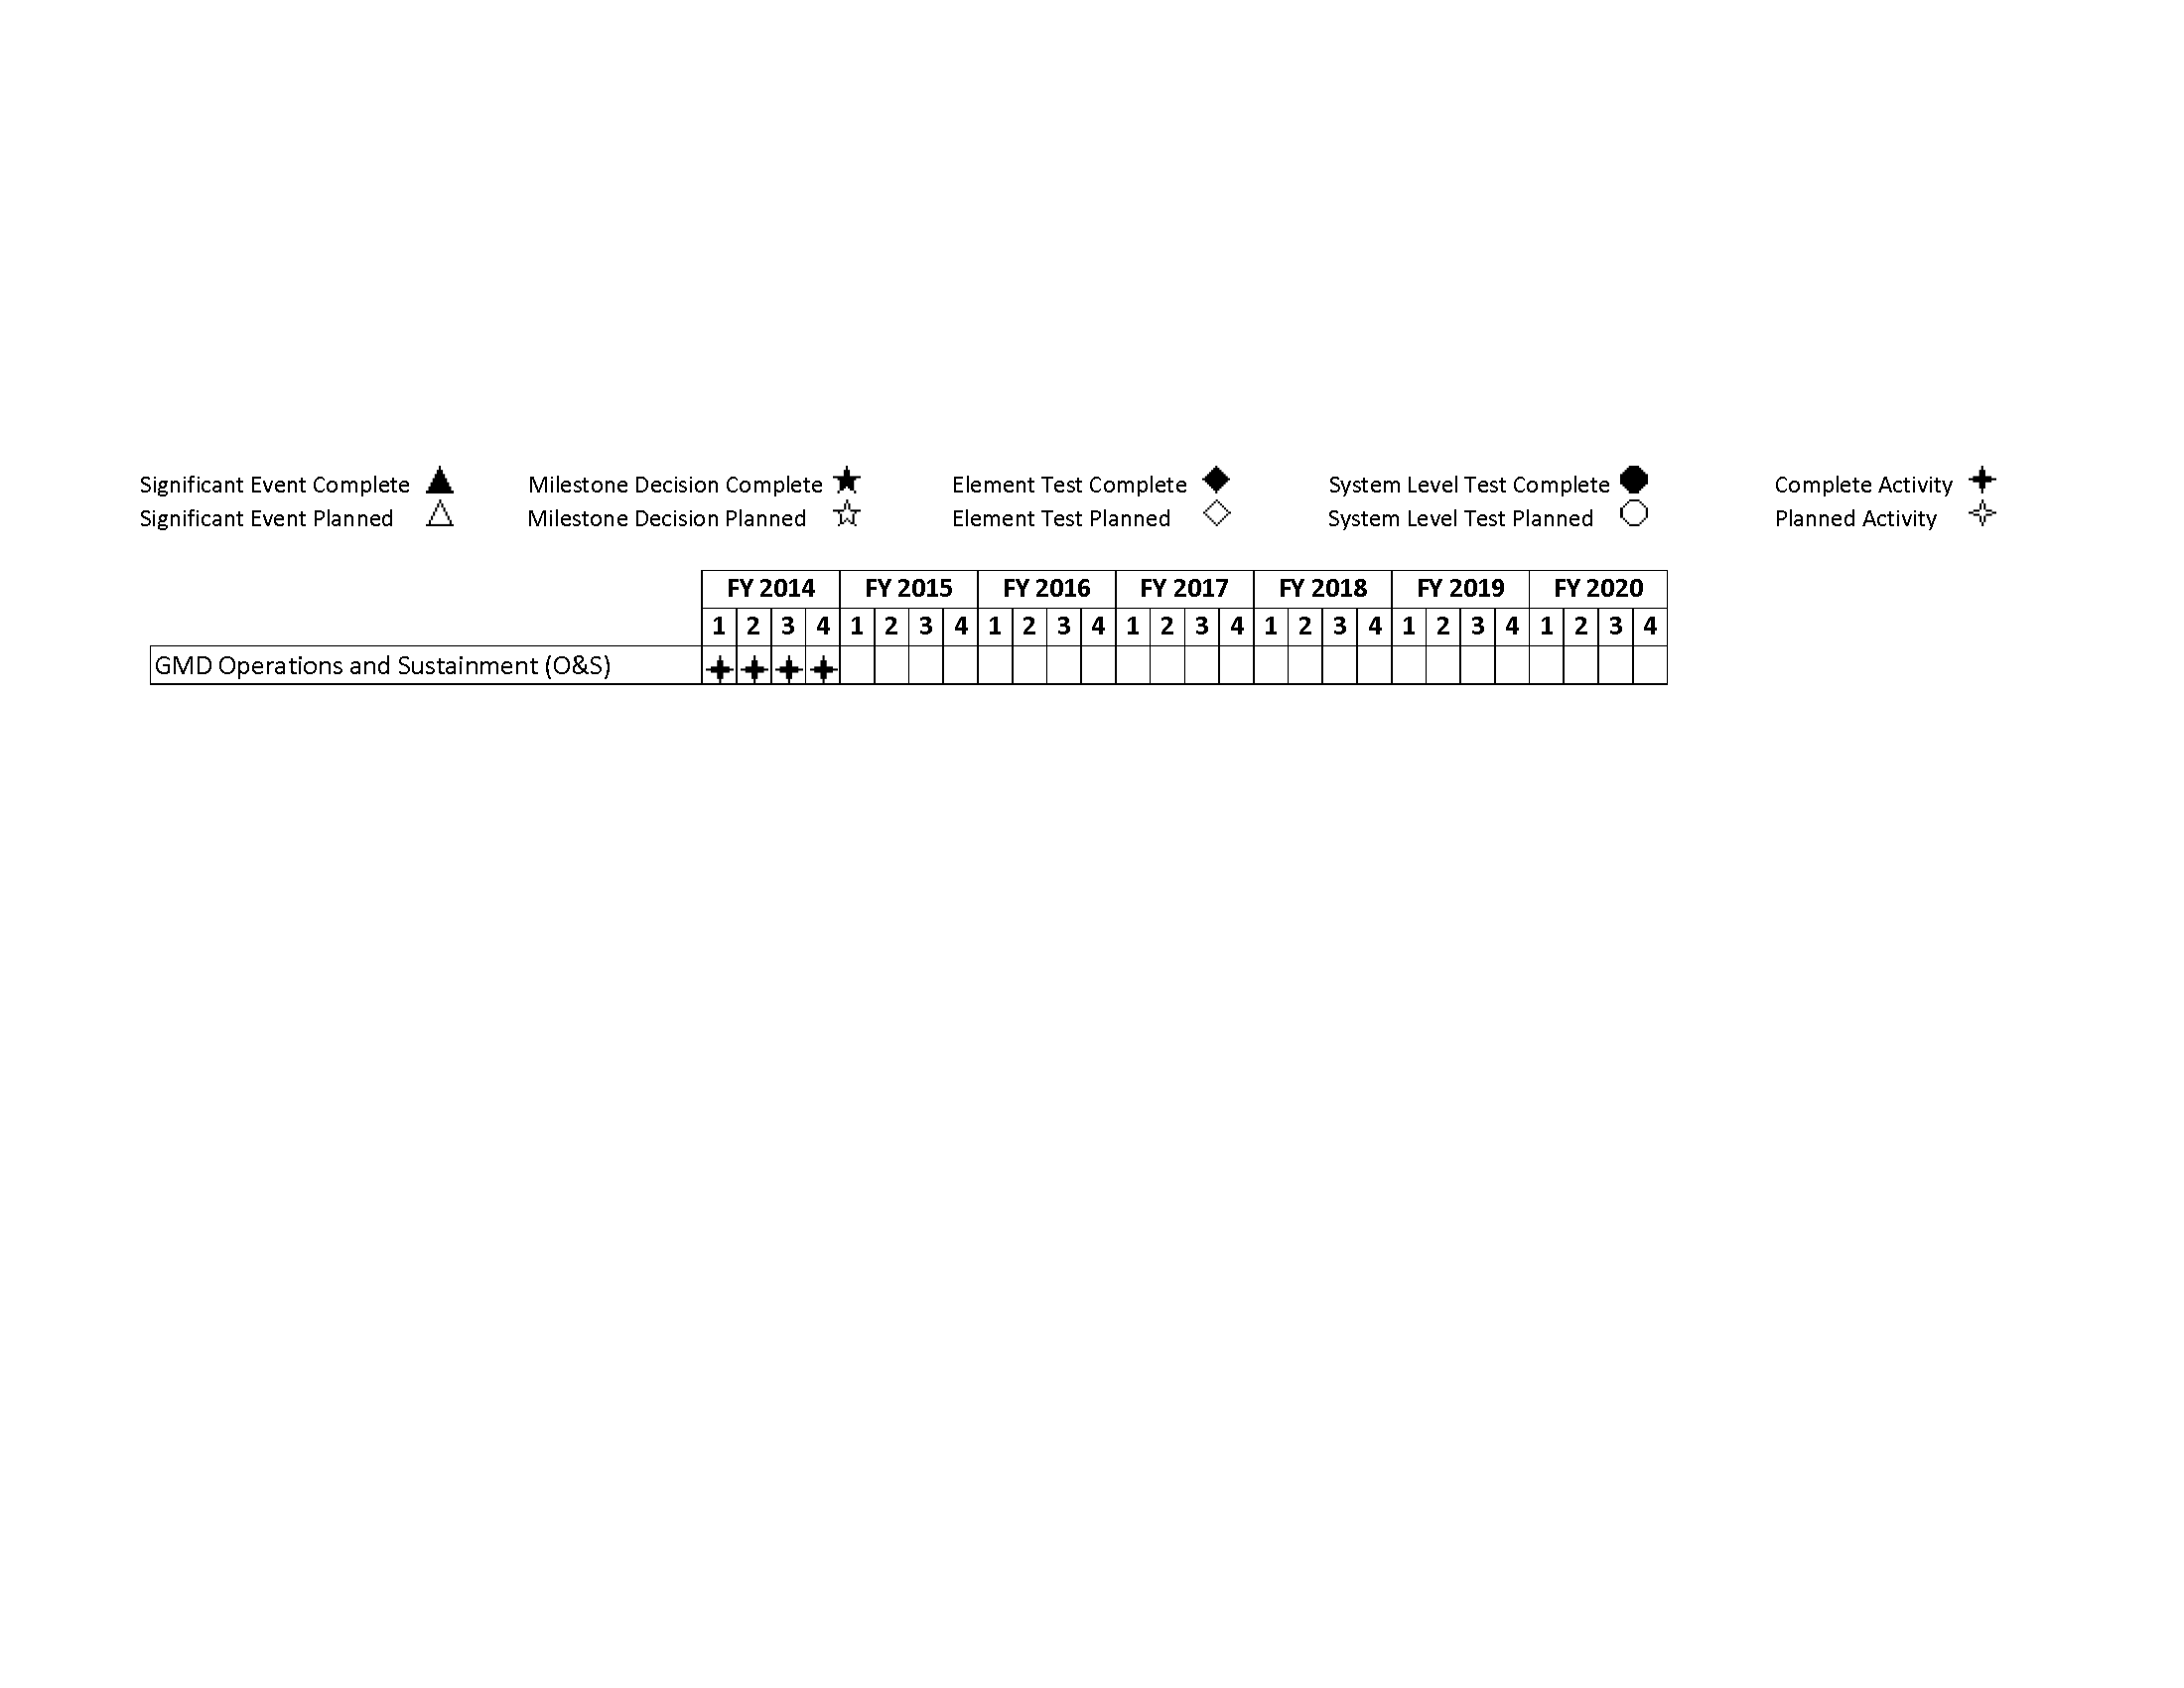 Significant Event Complete Milestone Decision Complete Element Test Complete System Level Test Complete Complete Activity
Significant Event Planned Milestone Decision Planned Element Test Planned System Level Test Planned Planned Activity
FY 2014 FY 2015 FY 2016 FY 2017 FY 2018 FY 2019 FY 2020
1 2 3 4 1 2 3 4 1 2 3 4 1 2 3 4 1 2 3 4 1 2 3 4 1 2 3 4
GMD Operations and Sustainment (O&S)